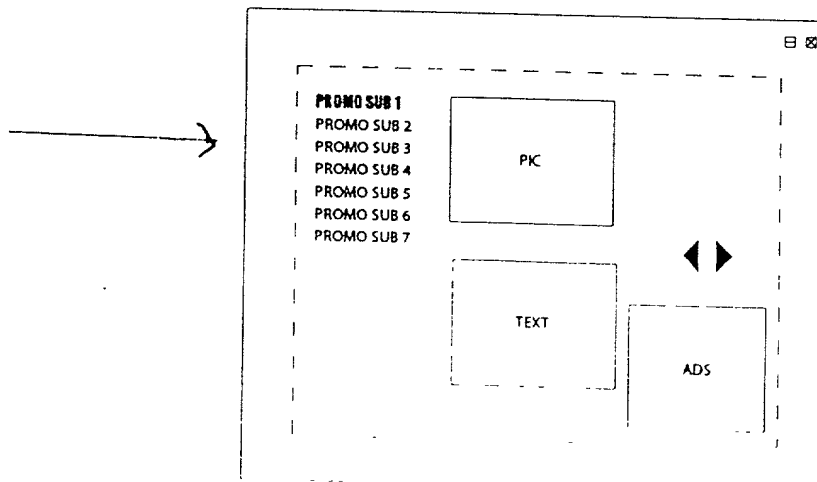 PROMO SUB 1
PROMO SUB 2
PROMO SUB 3
PROMO SUB 4
PROMO SUB 5
PROMO SUB 6
PROMO SUB 7
PIC
TEXT
ADS